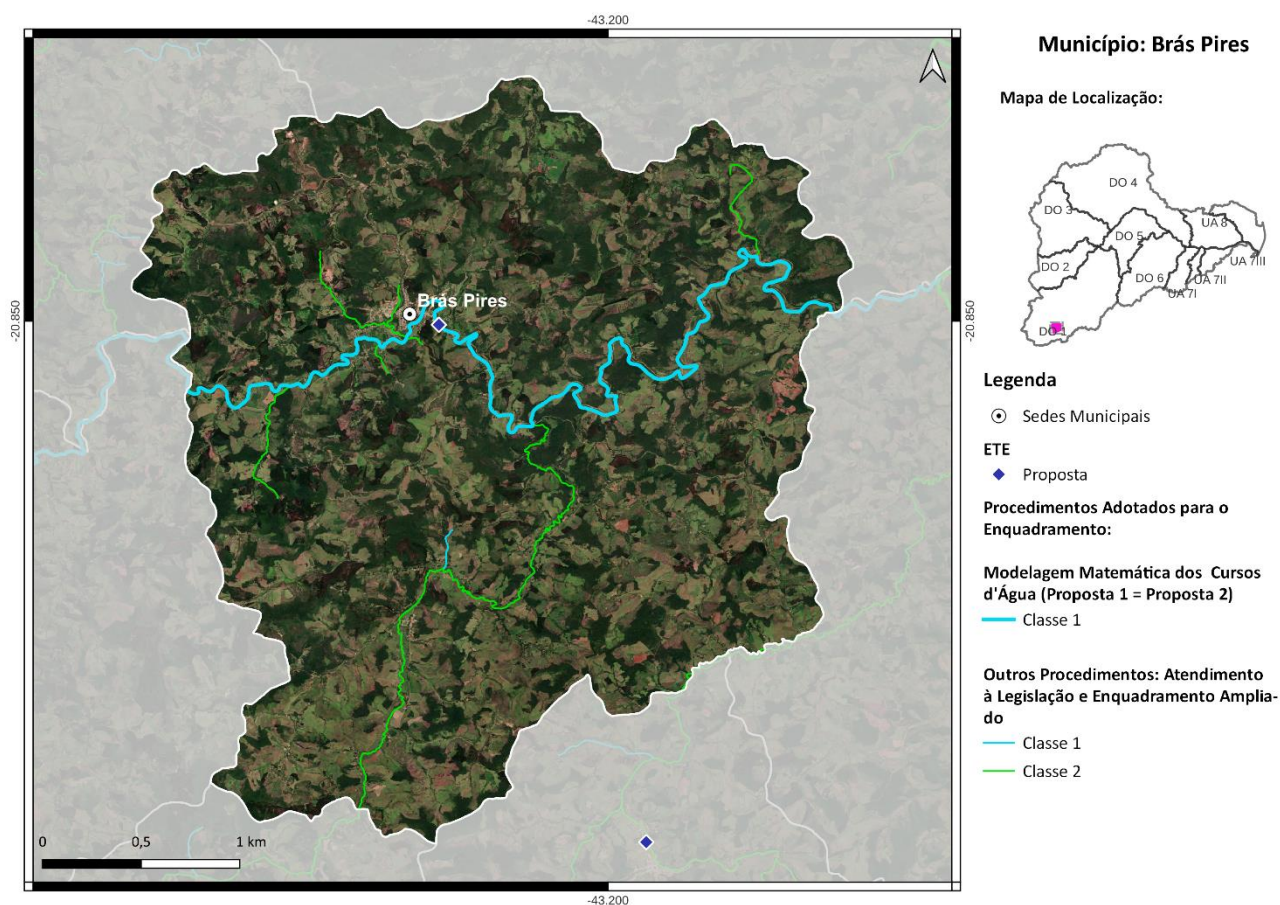 -43.200
Município: Brás Pires
Mapa de Localização:
DO 4
DO 3
UA 8
DO 5
UA 7III
DO 2
DO 6
UA 7II
UA 7I
DO 1
-20.850
Brás Pires
-20.850
Legenda
Sedes Municipais
ETE
Proposta
Procedimentos Adotados para o
Enquadramento:
Modelagem Matemática dos Cursos
d'Água (Proposta 1 = Proposta 2)
Classe 1
Outros Procedimentos: Atendimento
à Legislação e Enquadramento Amplia-
do
Classe 1
Classe 2
0 0,5 1 km
-43.200